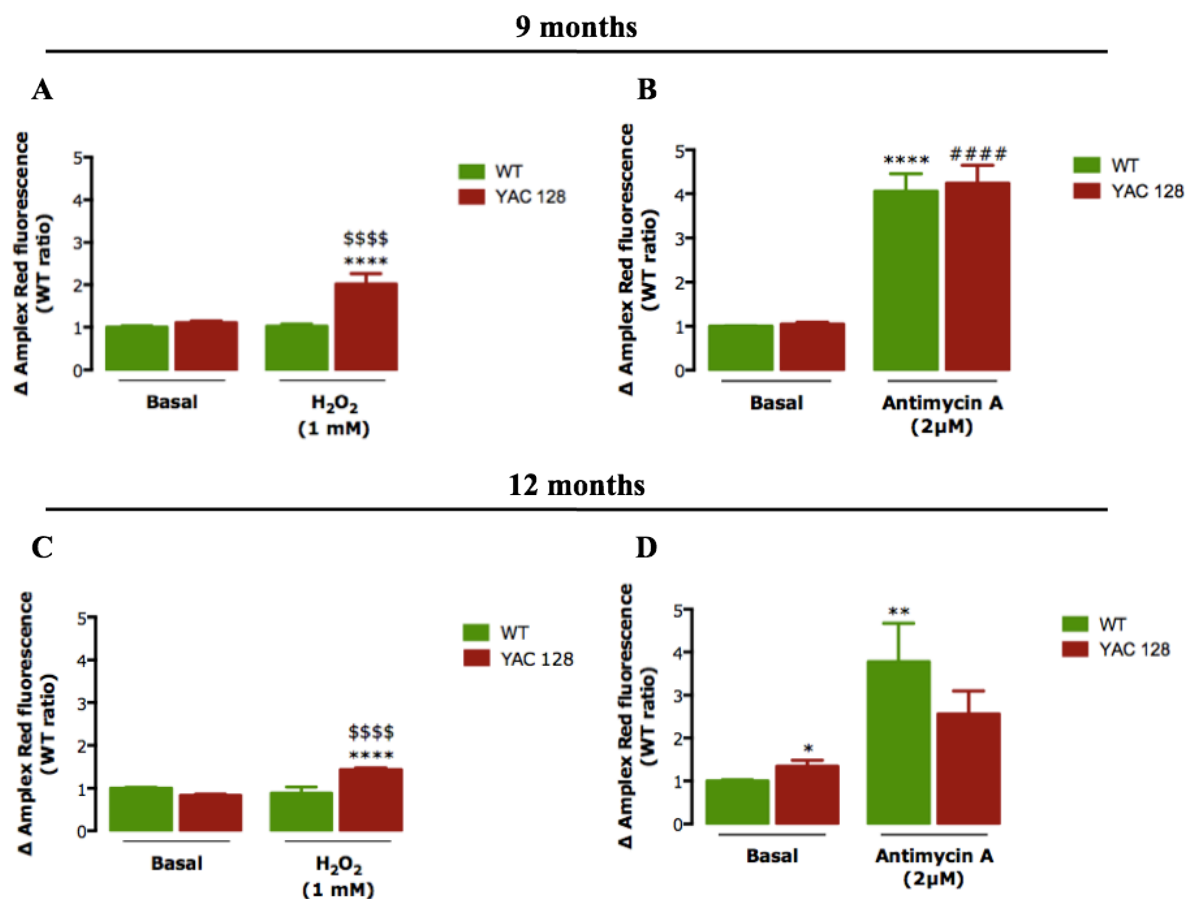 9 months
A
Δ Amplex Red fluorescence
(WT ratio)
5
4
3
2
1
0
$$$$
****
WT
YAC 128
Basal
H₂O₂
(1 mM)
B
Δ Amplex Red fluorescence
(WT ratio)
5
4
3
2
1
0
****
####
WT
YAC 128
Basal
Antimycin A
(2µM)
12 months
C
Δ Amplex Red fluorescence
(WT ratio)
5
4
3
2
1
0
$$$$
****
WT
YAC 128
Basal
H₂O₂
(1 mM)
D
Δ Amplex Red fluorescence
(WT ratio)
5
4
3
2
1
0
*
**
WT
YAC 128
Basal
Antimycin A
(2µM)